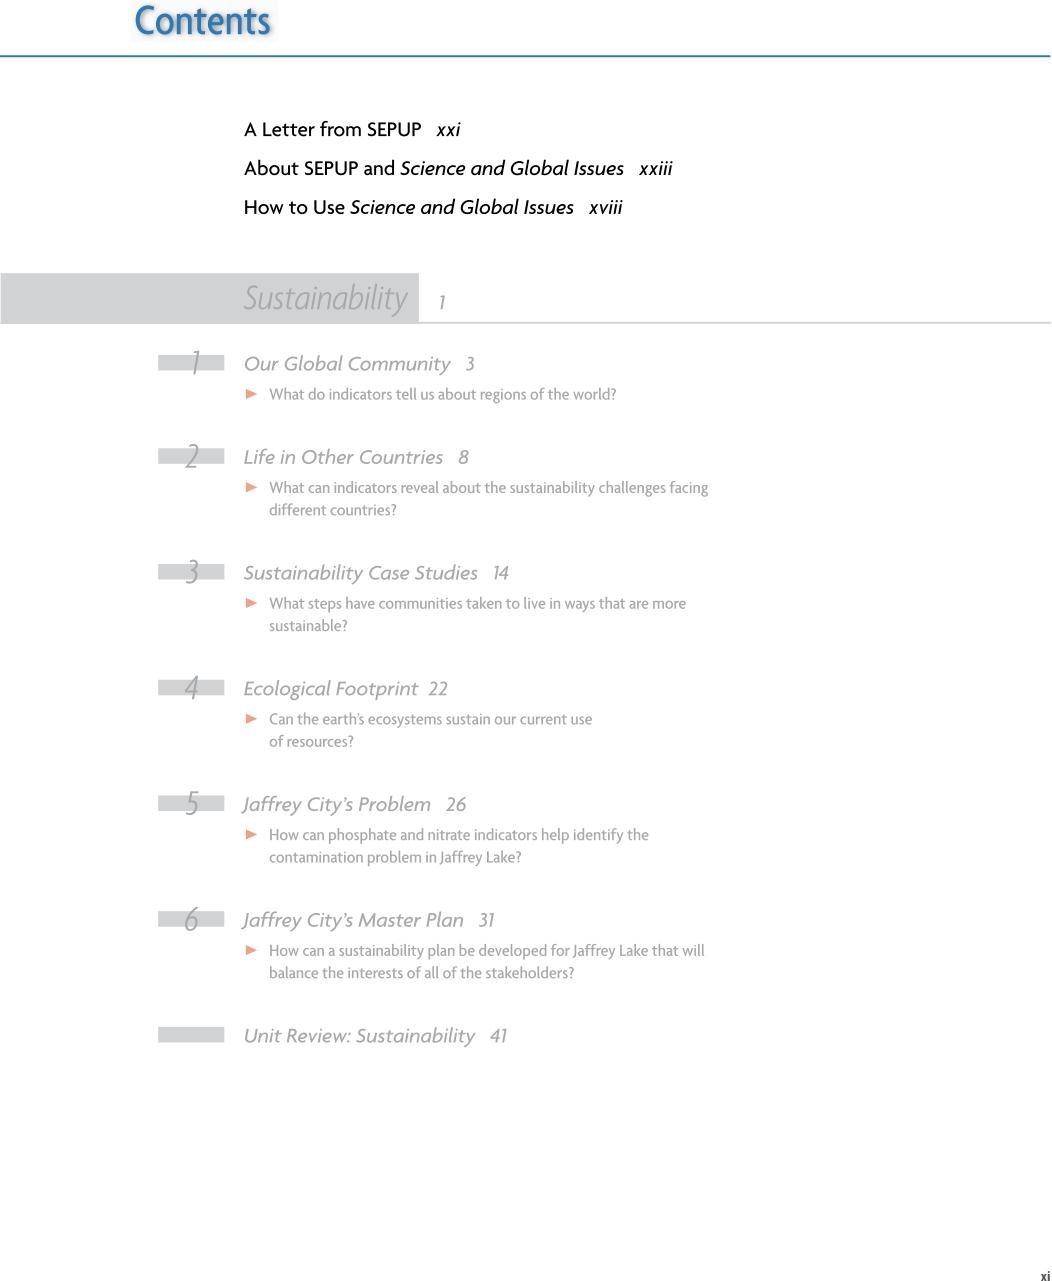 Contents
A Letter from SEPUP xxi
About SEPUP and Science and Global Issues xxiii
How to Use Science and Global Issues xviii
Sustainability 1
1 Our Global Community 3
► What do indicators tell us about regions of the world?
2 Life in Other Countries 8
► What can indicators reveal about the sustainability challenges facing
different countries?
3 Sustainability Case Studies 14
► What steps have communities taken to live in ways that are more
sustainable?
4 Ecological Footprint 22
► Can the earth’s ecosystems sustain our current use
of resources?
5 Jaffrey City’s Problem 26
► How can phosphate and nitrate indicators help identify the
contamination problem in Jaffrey Lake?
6 Jaffrey City’s Master Plan 31
► How can a sustainability plan be developed for Jaffrey Lake that will
balance the interests of all of the stakeholders?
Unit Review: Sustainability 41
xi